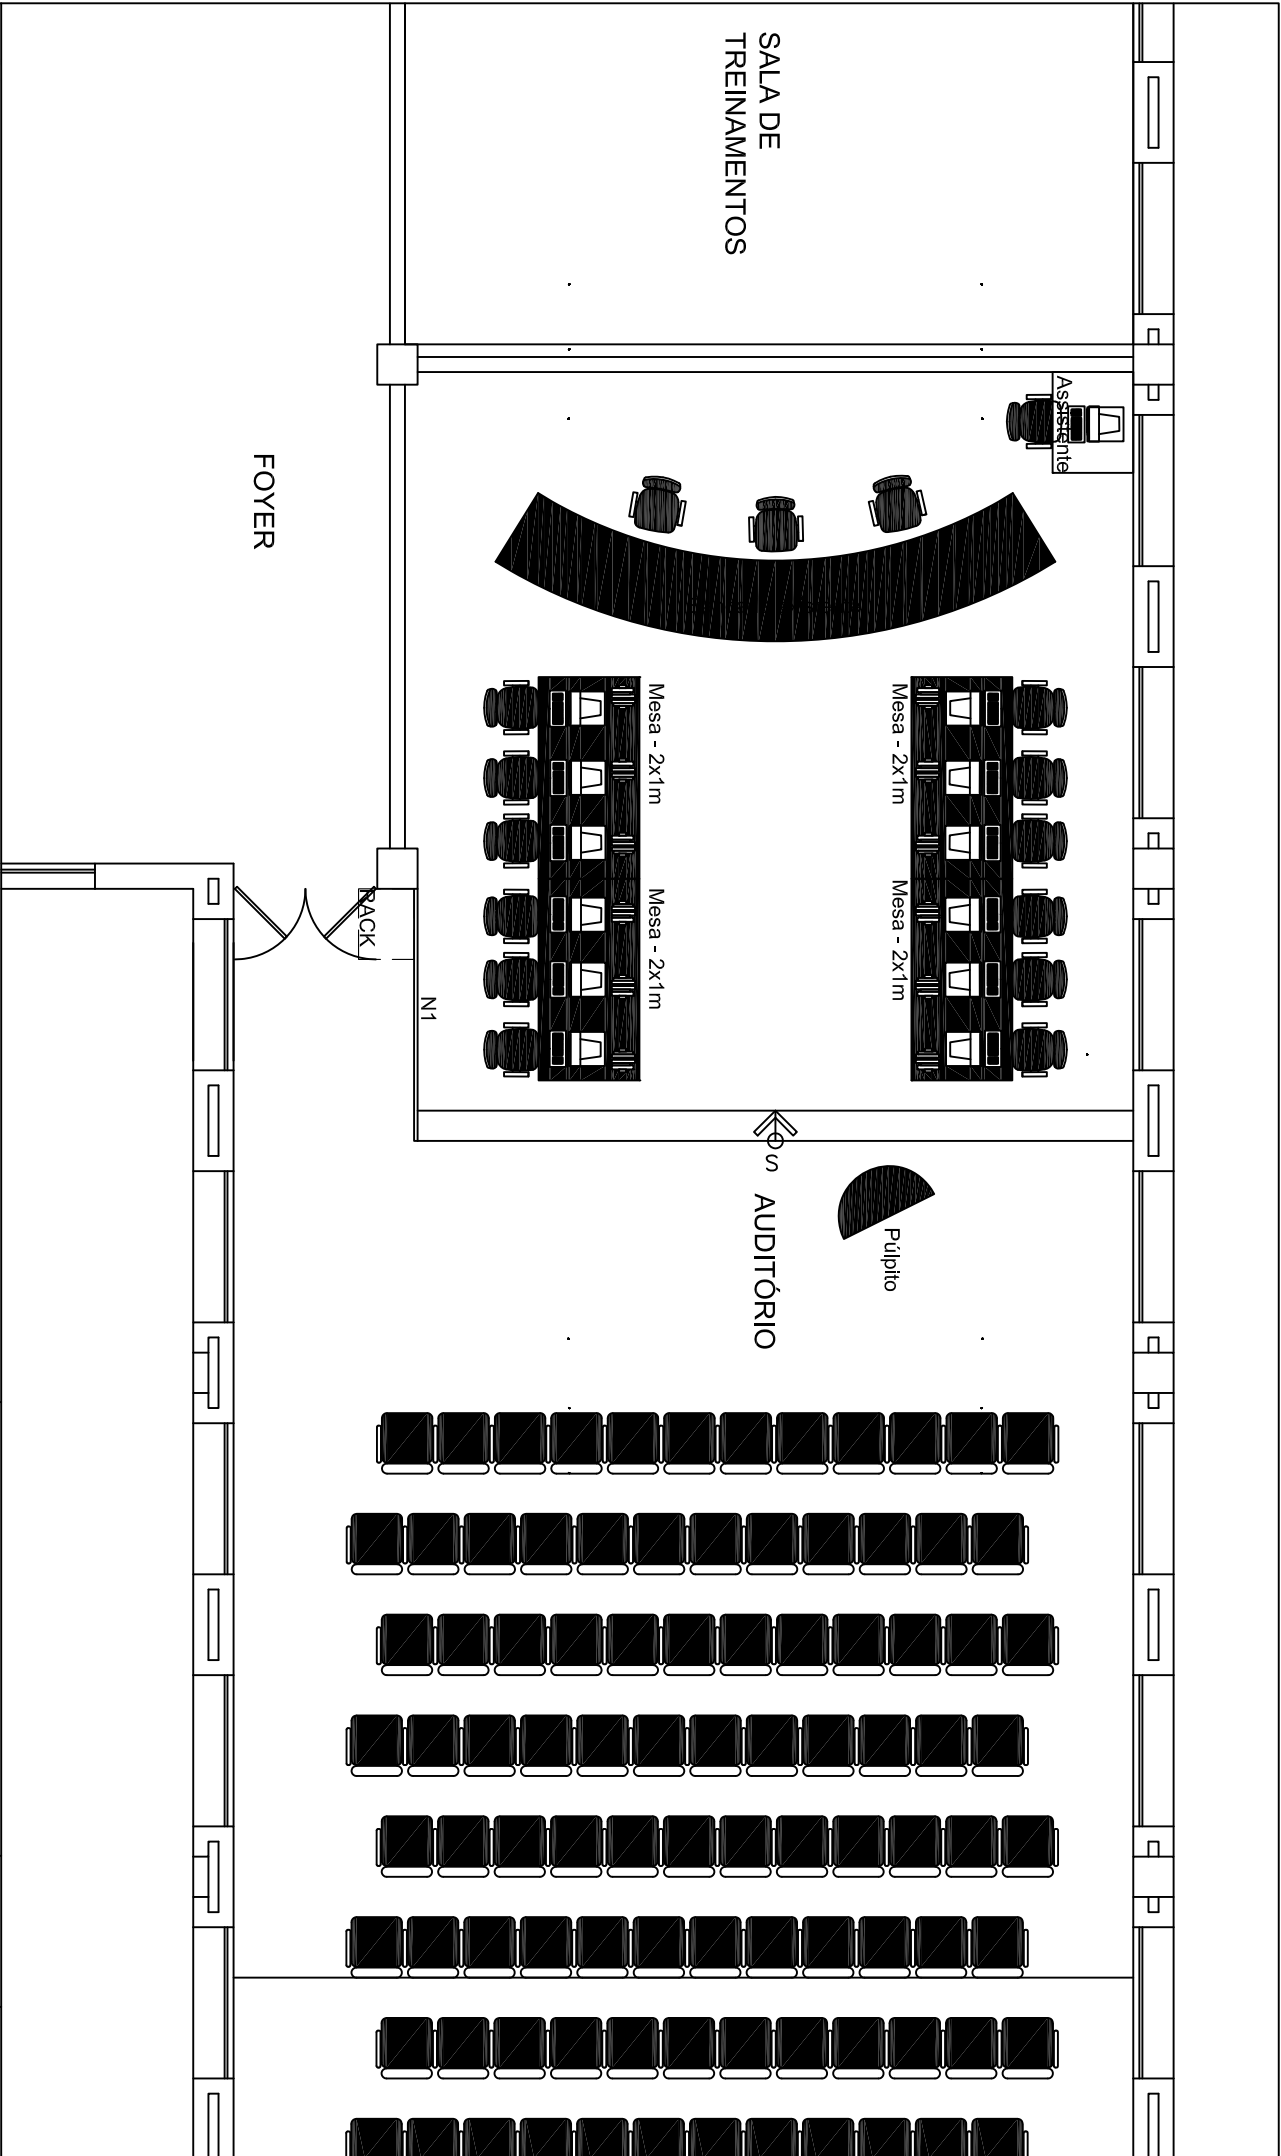 SALA DE
TREINAMENTOS
Assistente
FOYER
Mesa - 2x1m
Mesa - 2x1m
Mesa - 2x1m
Mesa - 2x1m
RACK
N1
S
AUDITÓRIO
Púlpito